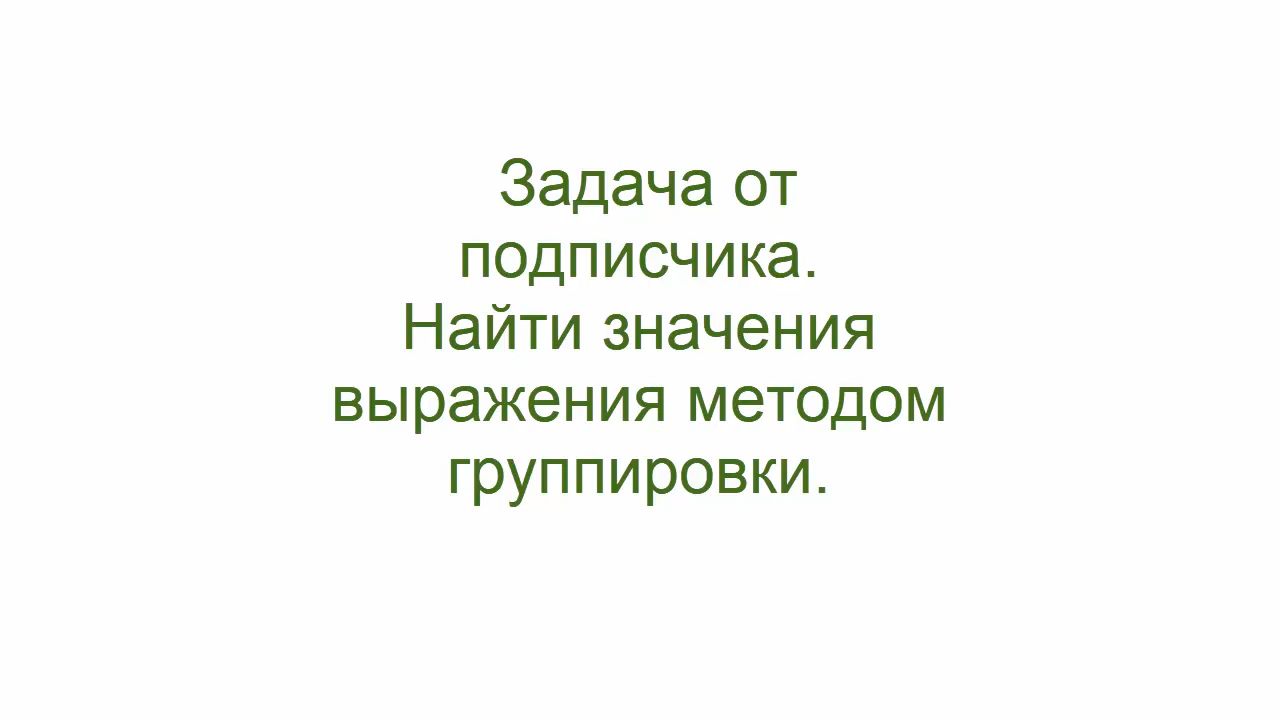 Задача от
подписчика.
Найти значения
выражения методом
группировки.